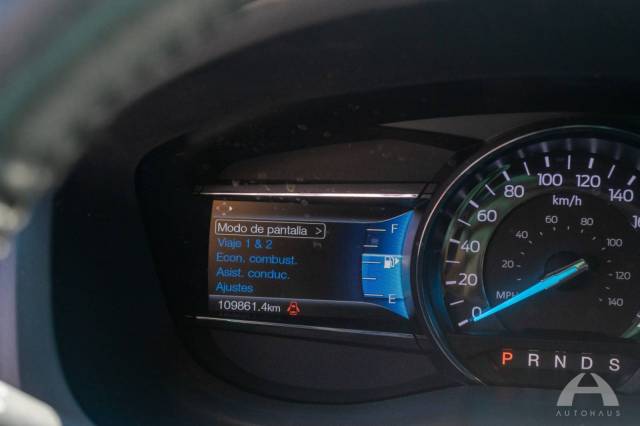 Modo de pantalla >
Viaje 1 & 2
Econ. combust.
Asist. conduc.
Ajustes
109861.4km
F
E
0
20
40
60
80
100
120
140
km/h
MPH
20
40
60
80
100
120
140
P R N D S
AUTOHAUS